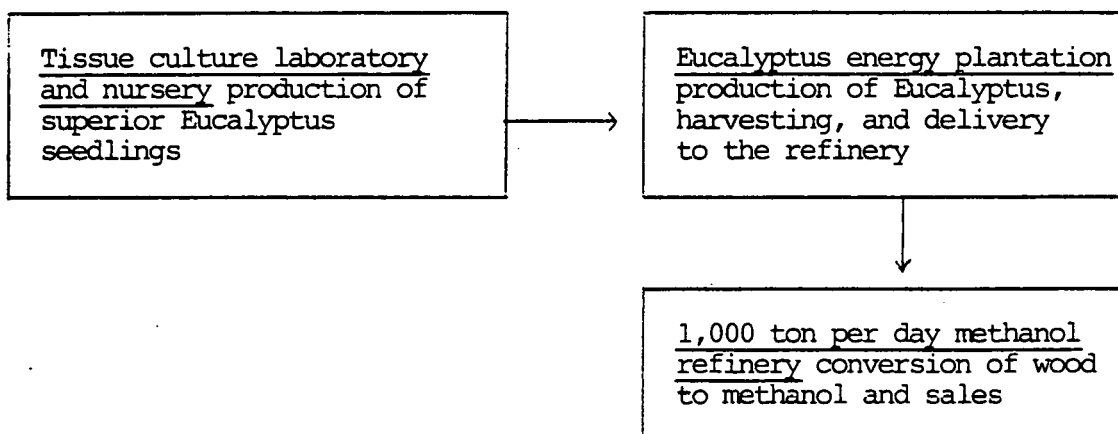 Tissue culture laboratory
and nursery production of
superior Eucalyptus
seedlings
Eucalyptus energy plantation
production of Eucalyptus,
harvesting, and delivery
to the refinery
1,000 ton per day methanol
refinery conversion of wood
to methanol and sales